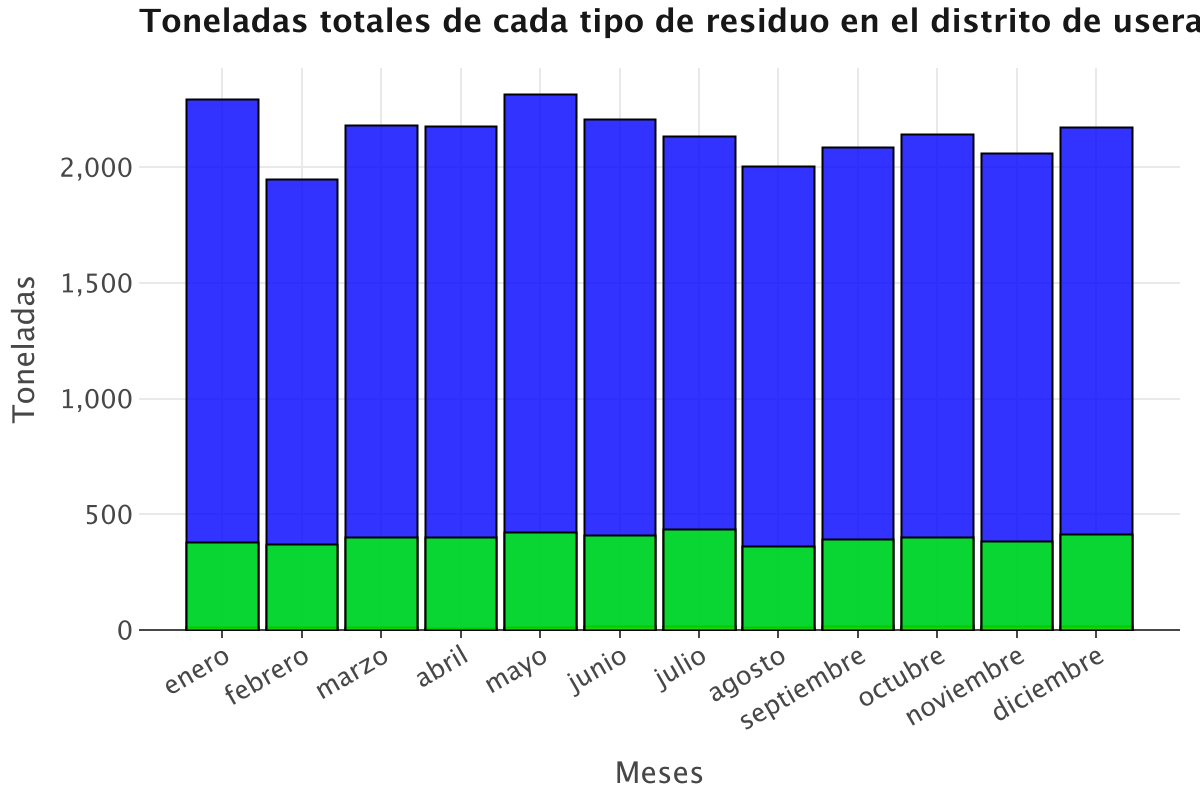 Toneladas totales de cada tipo de residuo en el distrito de usera
2,000
1,500
1,000
500
0
Toneladas
enero
febrero
marzo
abril
mayo
junio
julio
agosto
septiembre
octubre
noviembre
diciembre
Meses